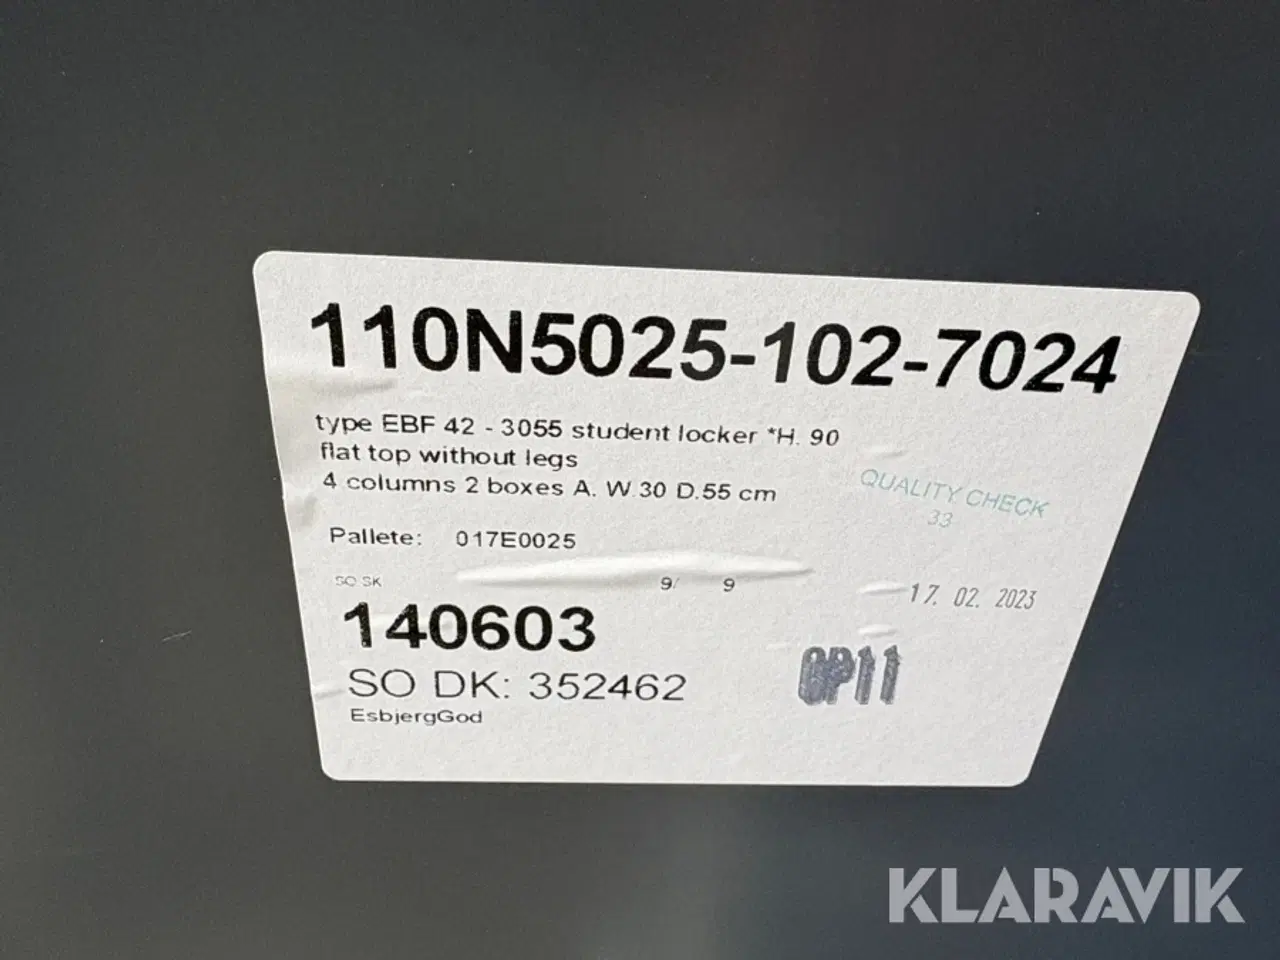 110N5025-102-7024
type EBF 42 - 3055 student locker *H. 90
flat top without legs
4 columns 2 boxes A. W.30 D.55 cm
QUALITY CHECK
33
Pallete: 017E0025
SO SK 9/ 9
17. 02. 2023
140603
OP11
SO DK: 352462
EsbjergGod
KLARAVIK